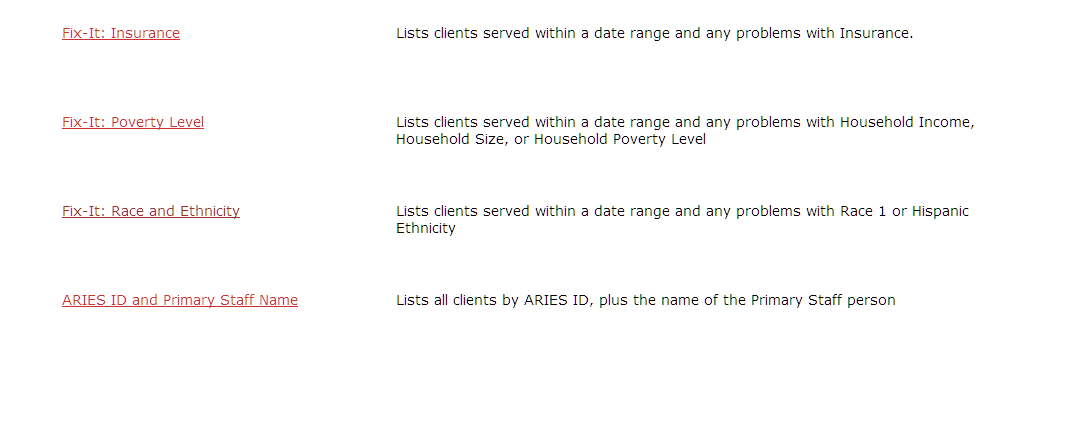 Fix-It: Insurance
Lists clients served within a date range and any problems with Insurance.
Fix-It: Poverty Level
Lists clients served within a date range and any problems with Household Income,
Household Size, or Household Poverty Level
Fix-It: Race and Ethnicity
Lists clients served within a date range and any problems with Race 1 or Hispanic
Ethnicity
ARIES ID and Primary Staff Name
Lists all clients by ARIES ID, plus the name of the Primary Staff person